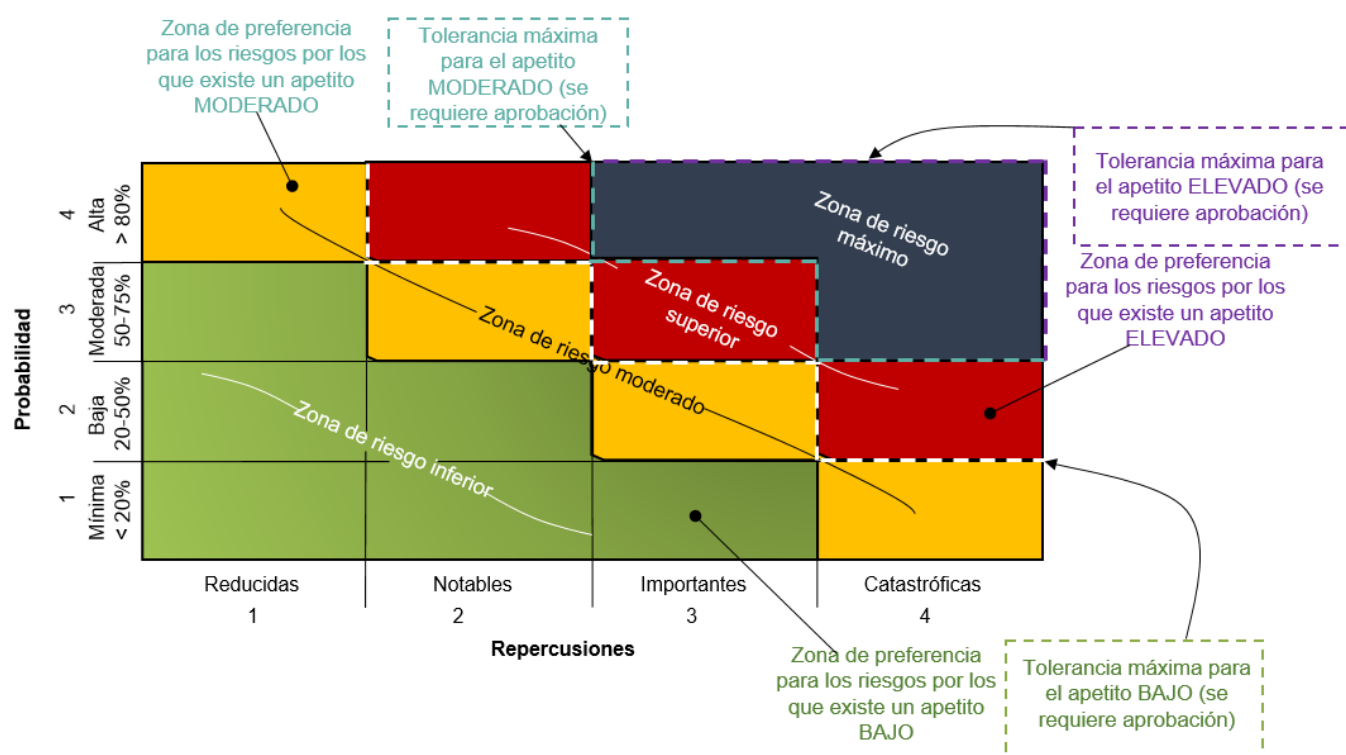 Zona de preferencia
para los riesgos por los
que existe un apetito
MODERADO
Tolerancia máxima
para el apetito
MODERADO (se
requiere aprobación)
Tolerancia máxima para
el apetito ELEVADO (se
requiere aprobación)
Zona de preferencia
para los riesgos por los
que existe un apetito
ELEVADO
Probabilidad
4
Alta
> 80%
3
Moderada
50-75%
2
Baja
20-50%
1
Mínima
< 20%
Zona de riesgo
máximo
Zona de riesgo
superior
Zona de riesgo moderado
Zona de riesgo inferior
Reducidas
1
Notables
2
Importantes
3
Catastróficas
4
Repercusiones
Zona de preferencia
para los riesgos por los
que existe un apetito
BAJO
Tolerancia máxima para
el apetito BAJO (se
requiere aprobación)